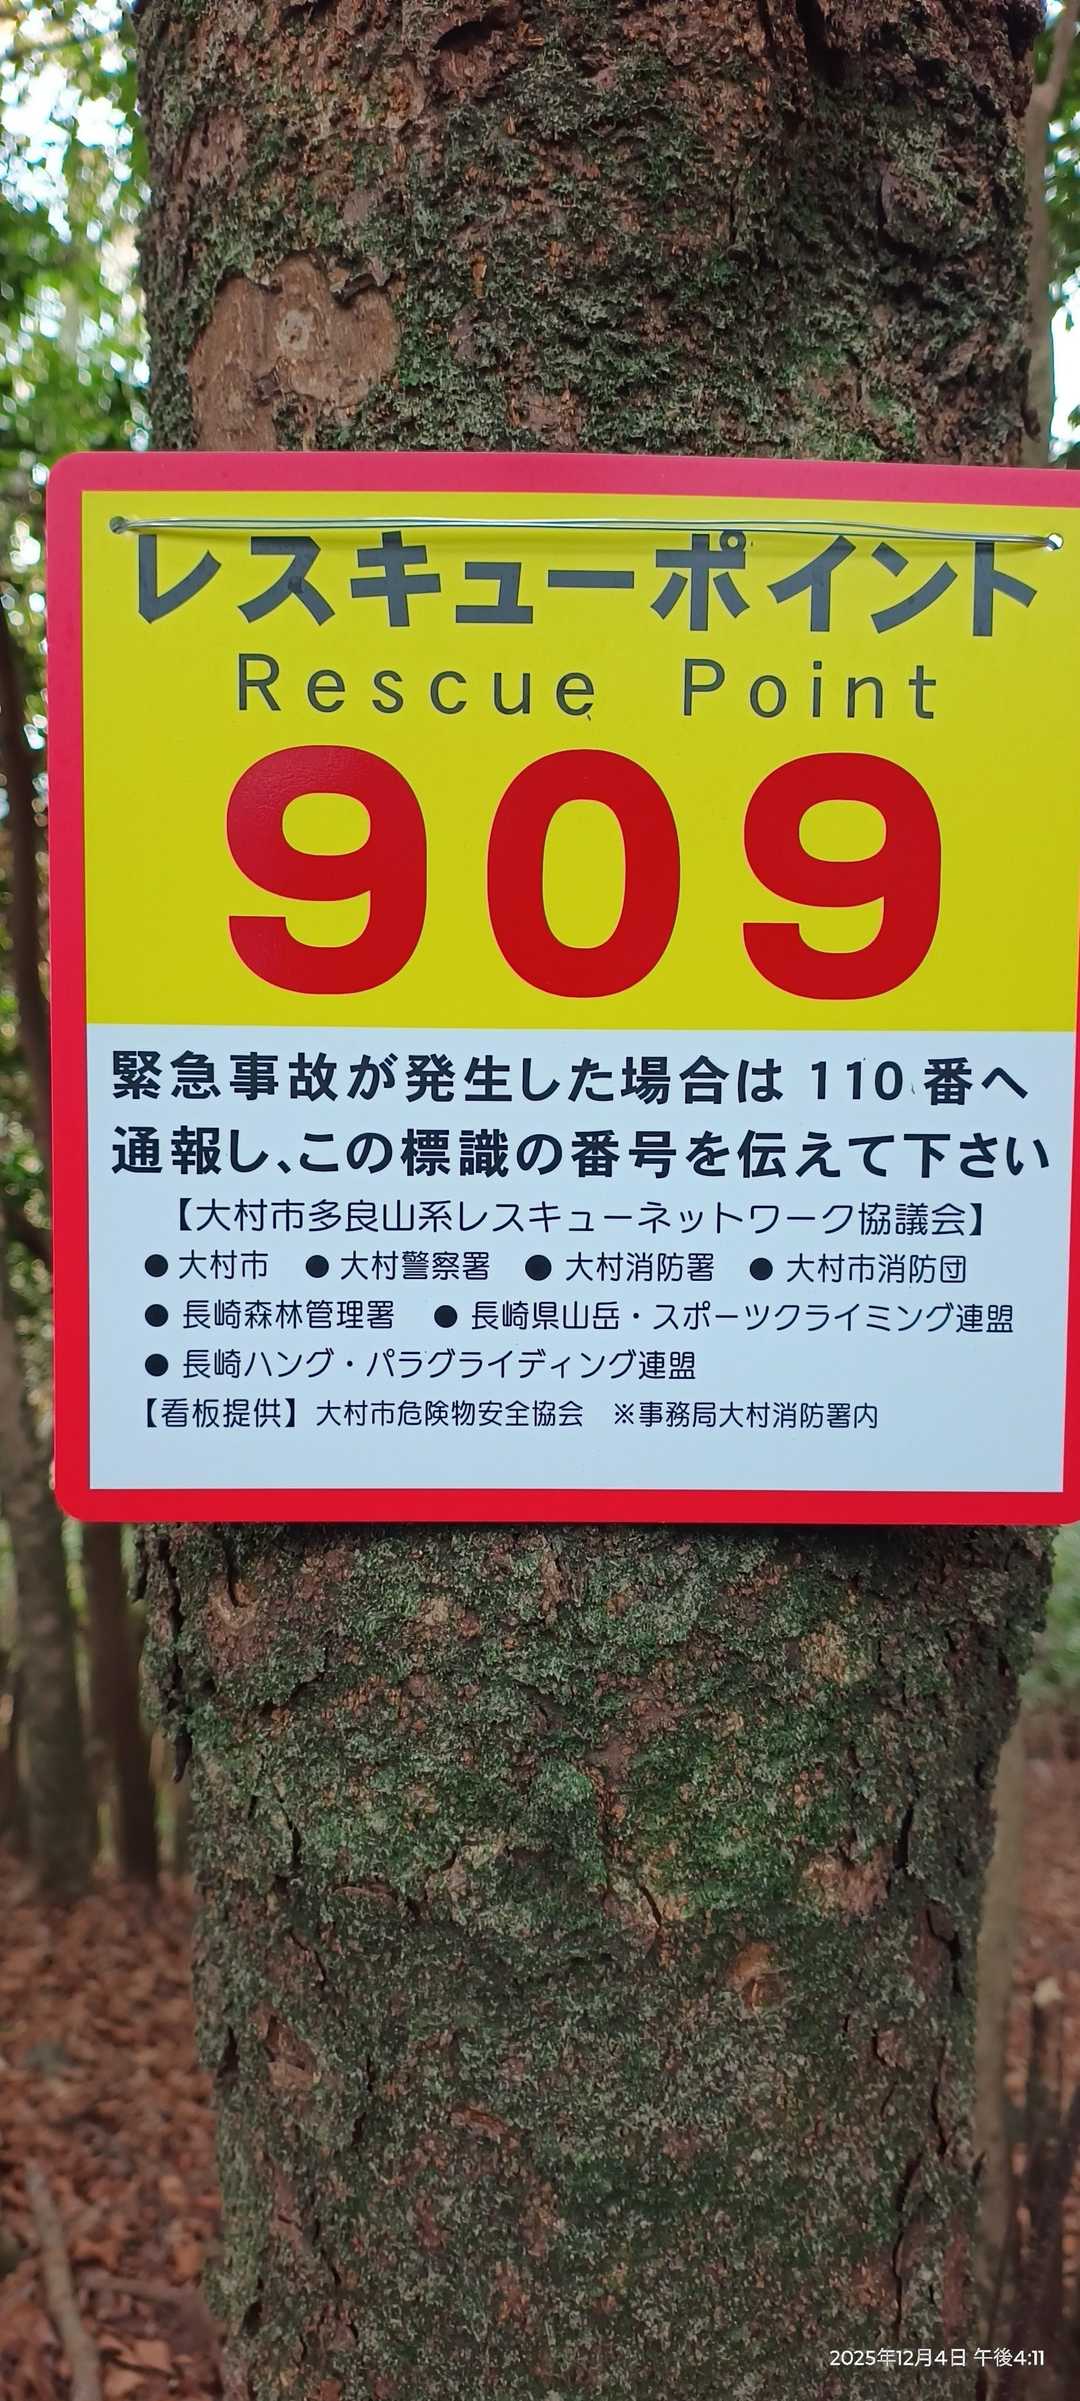 レスキューポイント
Rescue Point
909
緊急事故が発生した場合は 110 番へ
通報し、この標識の番号を伝えて下さい
【大村市多良山系レスキューネットワーク協議会】
●大村市 ●大村警察署 ●大村消防署 ●大村市消防団
●長崎森林管理署 ●長崎県山岳・スポーツクライミング連盟
●長崎ハング・パラグライディング連盟
【看板提供】大村市危険物安全協会 ※事務局大村消防署内
2025年12月4日 午後4:11